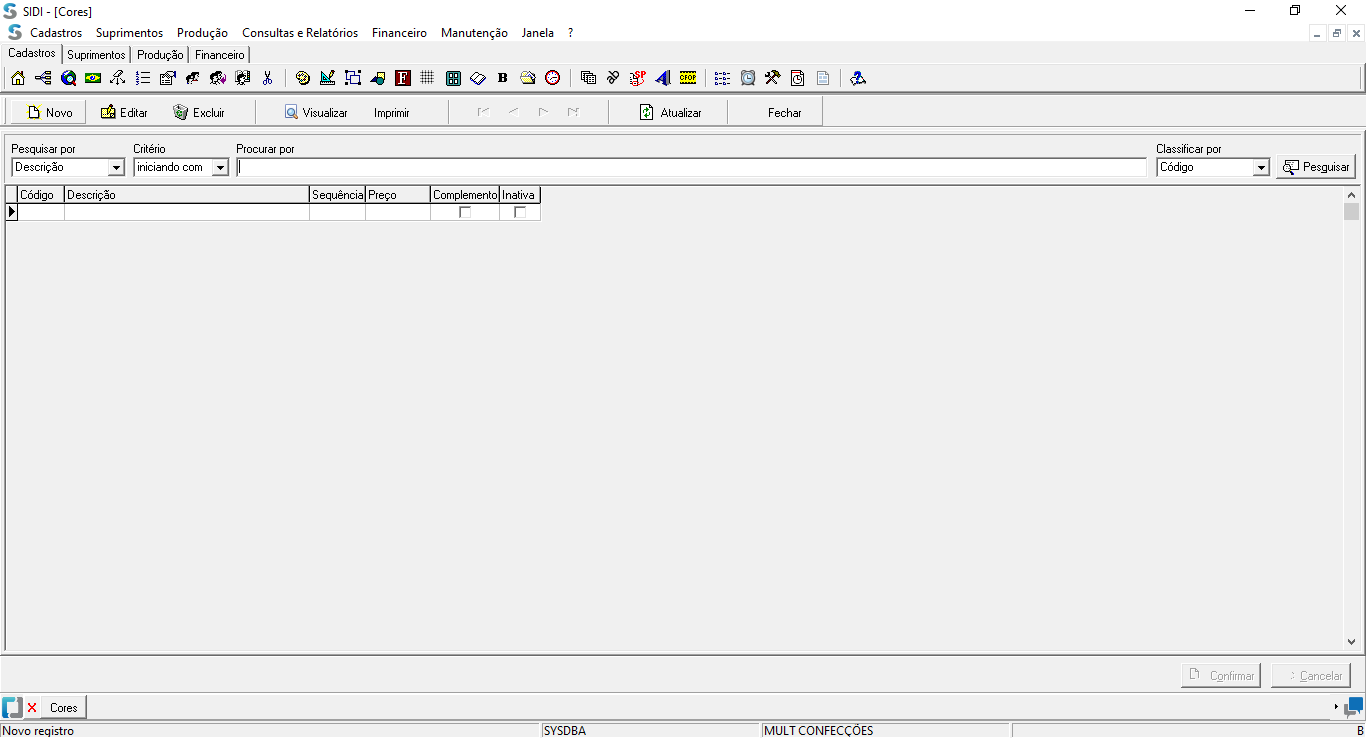 SIDI - [Cores]
Cadastros Suprimentos Produção Consultas e Relatórios Financeiro Manutenção Janela ?
Cadastros Suprimentos Produção Financeiro
F B SP CFOP
Novo Editar Excluir Visualizar Imprimir Atualizar Fechar
Pesquisar por Critério Procurar por Classificar por
Descrição iniciando com Código Pesquisar
Código Descrição Sequência Preço Complemento Inativa
Confirmar Cancelar
Cores
Novo registro SYSDBA MULT CONFECÇÕES B